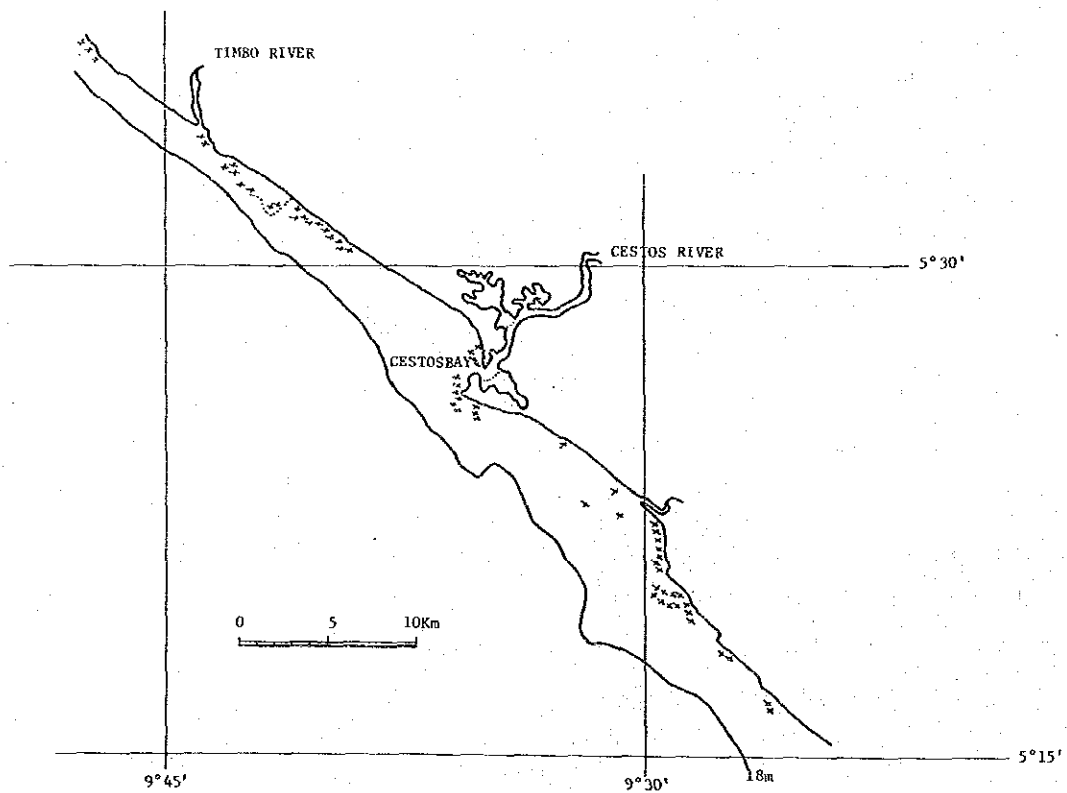 TIMBO RIVER
CESTOS RIVER
5°30'
CESTOSBAY
0 5 10Km
5°15'
9°45' 9°30' 18m